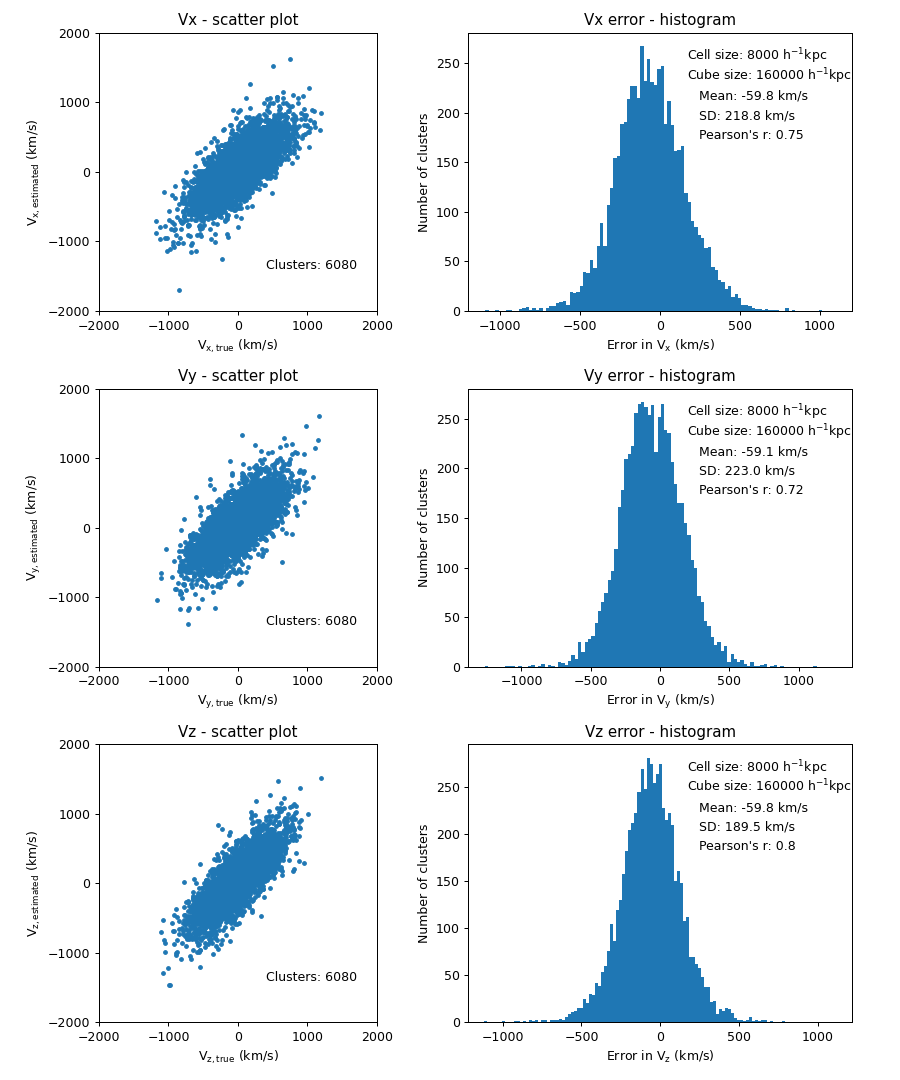 Vx - scatter plot
2000
1000
0
−1000
−2000
−2000 −1000 0 1000 2000
V_x, estimated (km/s)
V_x, true (km/s)
Clusters: 6080
Vx error - histogram
250
200
150
100
50
0
−1000 −500 0 500 1000
Number of clusters
Error in V_x (km/s)
Cell size: 8000 h⁻¹kpc
Cube size: 160000 h⁻¹kpc
Mean: -59.8 km/s
SD: 218.8 km/s
Pearson's r: 0.75
Vy - scatter plot
2000
1000
0
−1000
−2000
−2000 −1000 0 1000 2000
V_y, estimated (km/s)
V_y, true (km/s)
Clusters: 6080
Vy error - histogram
250
200
150
100
50
0
−1000 −500 0 500 1000
Number of clusters
Error in V_y (km/s)
Cell size: 8000 h⁻¹kpc
Cube size: 160000 h⁻¹kpc
Mean: -59.1 km/s
SD: 223.0 km/s
Pearson's r: 0.72
Vz - scatter plot
2000
1000
0
−1000
−2000
−2000 −1000 0 1000 2000
V_z, estimated (km/s)
V_z, true (km/s)
Clusters: 6080
Vz error - histogram
250
200
150
100
50
0
−1000 −500 0 500 1000
Number of clusters
Error in V_z (km/s)
Cell size: 8000 h⁻¹kpc
Cube size: 160000 h⁻¹kpc
Mean: -59.8 km/s
SD: 189.5 km/s
Pearson's r: 0.8